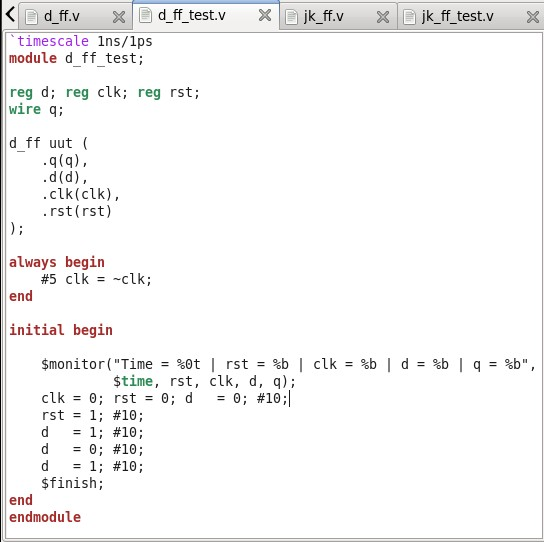 d_ff.v d_ff_test.v jk_ff.v jk_ff_test.v
`timescale 1ns/1ps
module d_ff_test;
reg d; reg clk; reg rst;
wire q;
d_ff uut (
    .q(q),
    .d(d),
    .clk(clk),
    .rst(rst)
);
always begin
    #5 clk = ~clk;
end
initial begin
    $monitor("Time = %0t | rst = %b | clk = %b | d = %b | q = %b",
             $time, rst, clk, d, q);
    clk = 0; rst = 0; d   = 0; #10;
    rst = 1; #10;
    d   = 1; #10;
    d   = 0; #10;
    d   = 1; #10;
    $finish;
end
endmodule